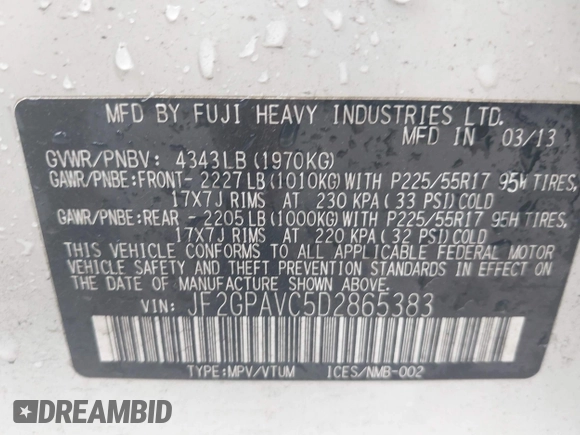 MFD BY FUJI HEAVY INDUSTRIES LTD.
MFD IN 03/13
GVWR/PNBV: 4343LB(1970KG)
GAWR/PNBE:FRONT- 2227LB(1010KG)WITH P225/55R17 95H TIRES,
17X7J RIMS AT 230 KPA(33 PSI)COLD
GAWR/PNBE:REAR - 2205LB(1000KG)WITH P225/55R17 95H TIRES,
17X7J RIMS AT 220 KPA(32 PSI)COLD
THIS VEHICLE CONFORMS TO ALL APPLICABLE FEDERAL MOTOR
VEHICLE SAFETY AND THEFT PREVENTION STANDARDS IN EFFECT ON
THE DATE OF MANUFACTURE SHOWN ABOVE.
VIN: JF2GPAVC5D2865383
TYPE:MPV/VTUM ICES/NMB-002
DREAMBID